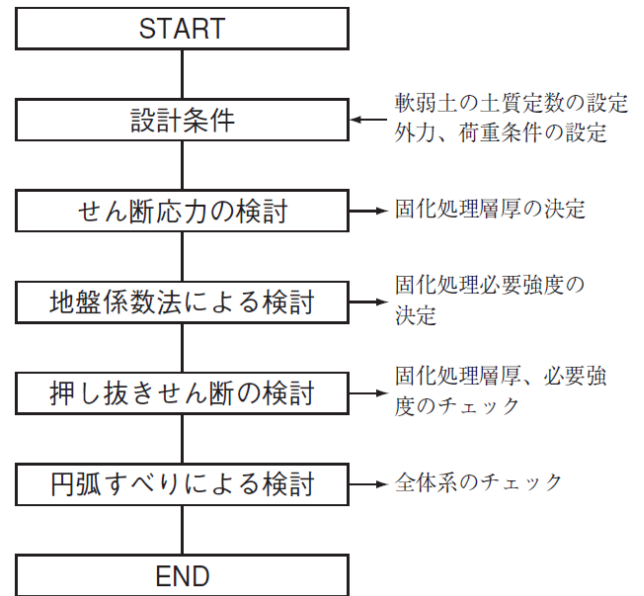 START
設計条件
軟弱土の土質定数の設定
外力、荷重条件の設定
せん断応力の検討
固化処理層厚の決定
地盤係数法による検討
固化処理必要強度の
決定
押し抜きせん断の検討
固化処理層厚、必要強
度のチェック
円弧すべりによる検討
全体系のチェック
END